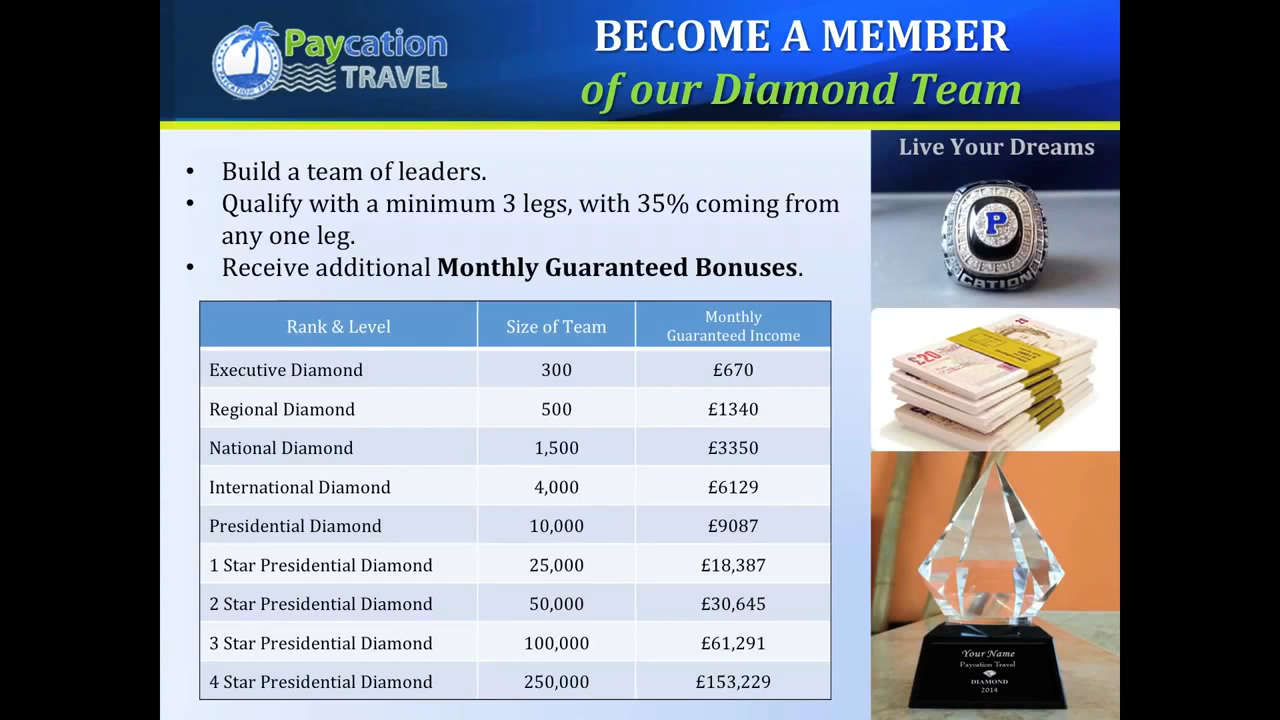 Paycation
TRAVEL
BECOME A MEMBER
of our Diamond Team
• Build a team of leaders.
• Qualify with a minimum 3 legs, with 35% coming from
any one leg.
• Receive additional Monthly Guaranteed Bonuses.
Rank & Level Size of Team Monthly
Guaranteed Income
Executive Diamond 300 £670
Regional Diamond 500 £1340
National Diamond 1,500 £3350
International Diamond 4,000 £6129
Presidential Diamond 10,000 £9087
1 Star Presidential Diamond 25,000 £18,387
2 Star Presidential Diamond 50,000 £30,645
3 Star Presidential Diamond 100,000 £61,291
4 Star Presidential Diamond 250,000 £153,229
Live Your Dreams
P
CATION
£20
Your Name
Paycation Travel
DIAMOND
2014